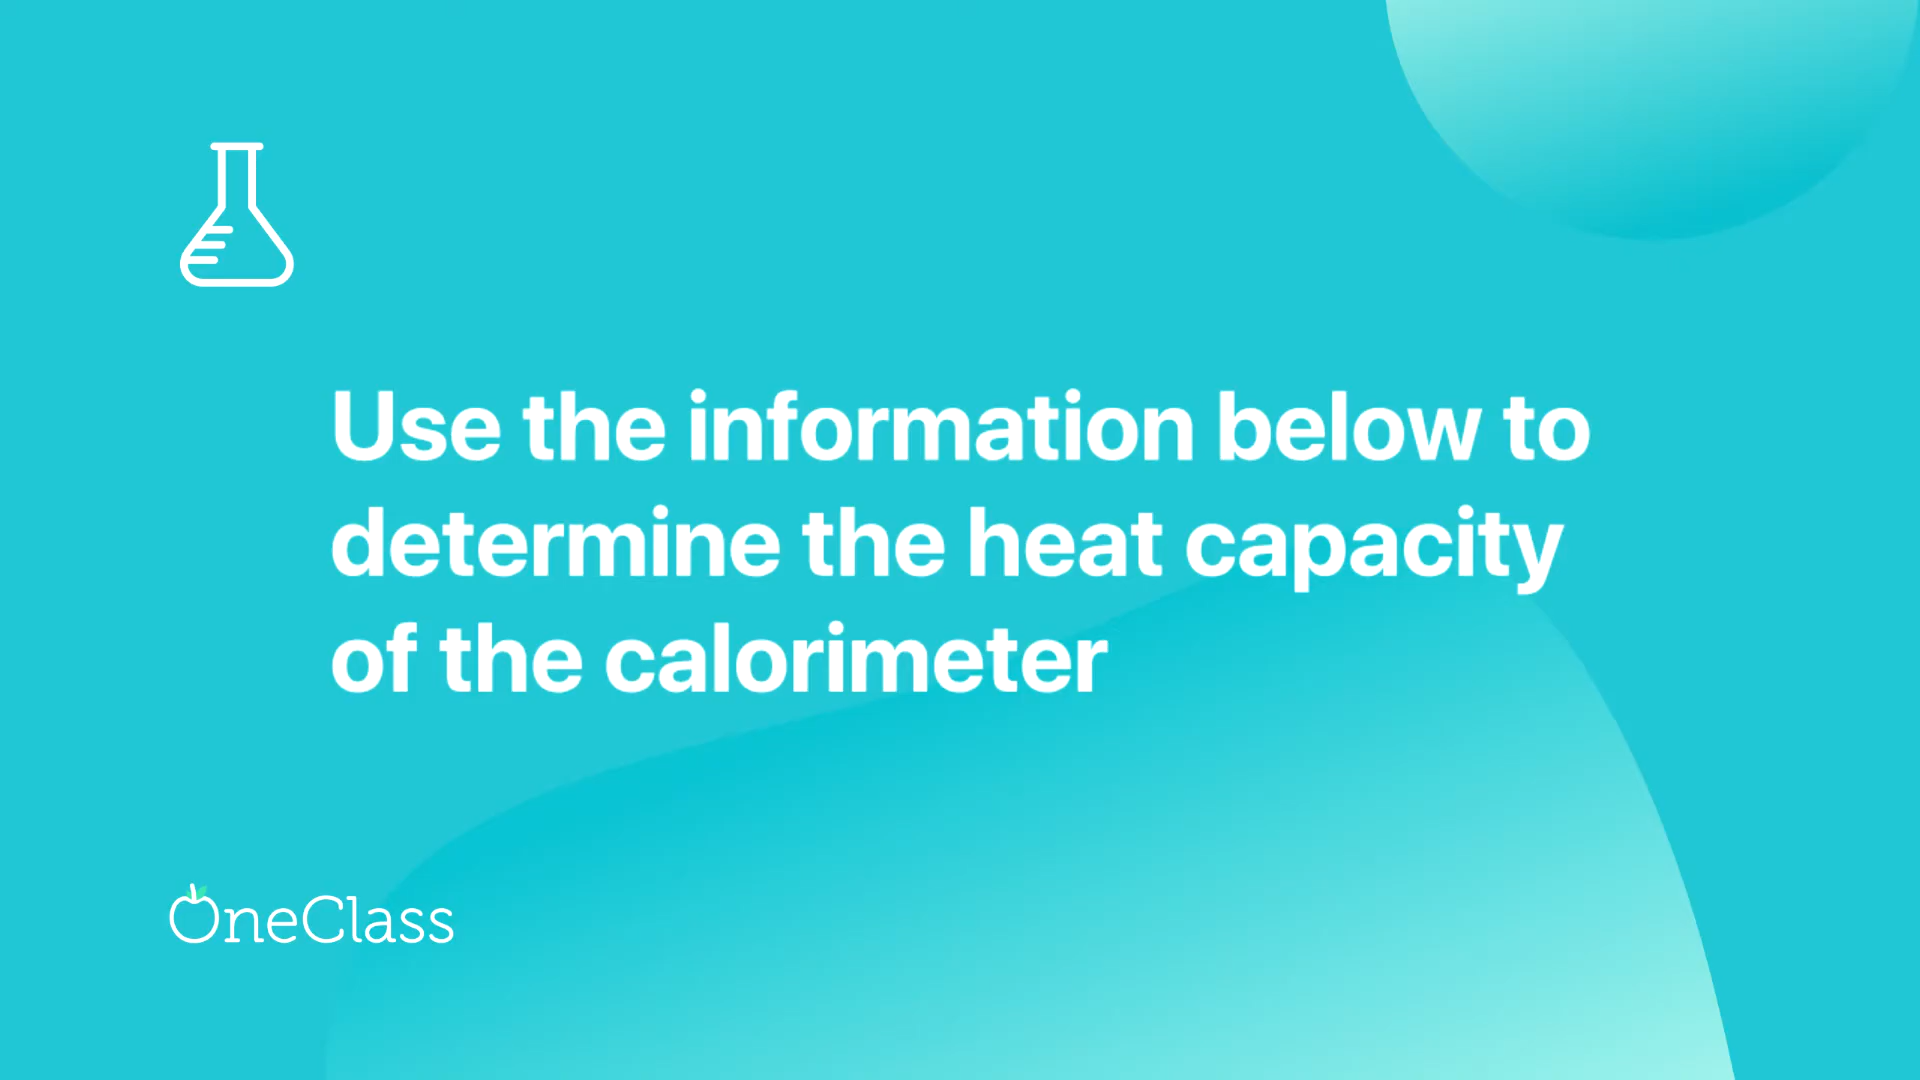 Use the information below to
determine the heat capacity
of the calorimeter
OneClass